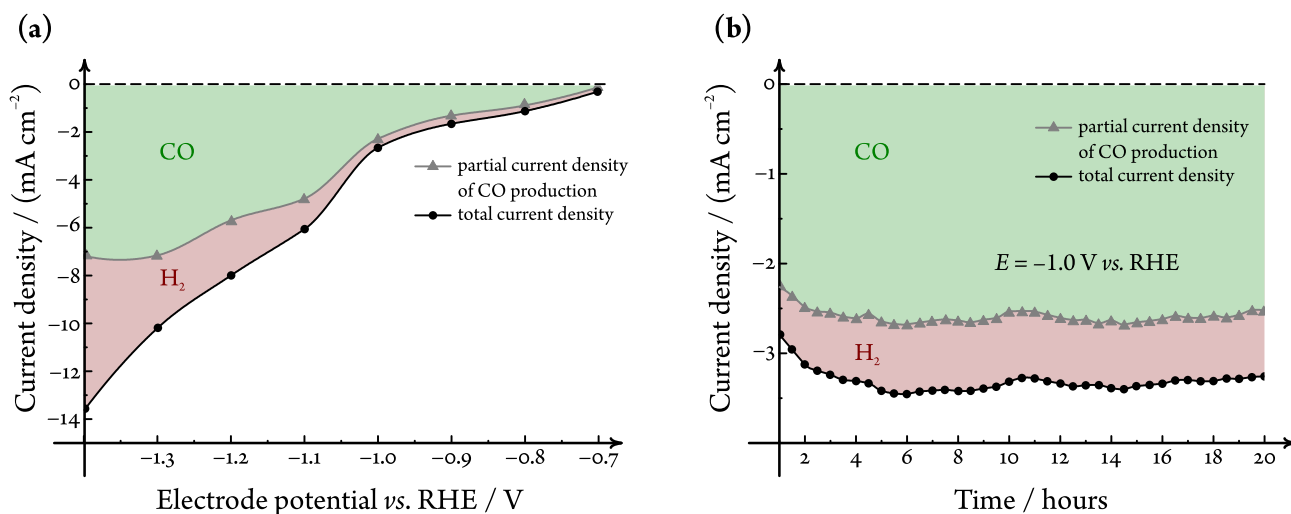 (a)
0
−2
−4
−6
−8
−10
−12
−14
Current density / (mA cm⁻²)
CO
H₂
partial current density
of CO production
total current density
−1.3 −1.2 −1.1 −1.0 −0.9 −0.8 −0.7
Electrode potential vs. RHE / V
(b)
0
−1
−2
−3
Current density / (mA cm⁻²)
partial current density
of CO production
total current density
CO
E = −1.0 V vs. RHE
H₂
2 4 6 8 10 12 14 16 18 20
Time / hours